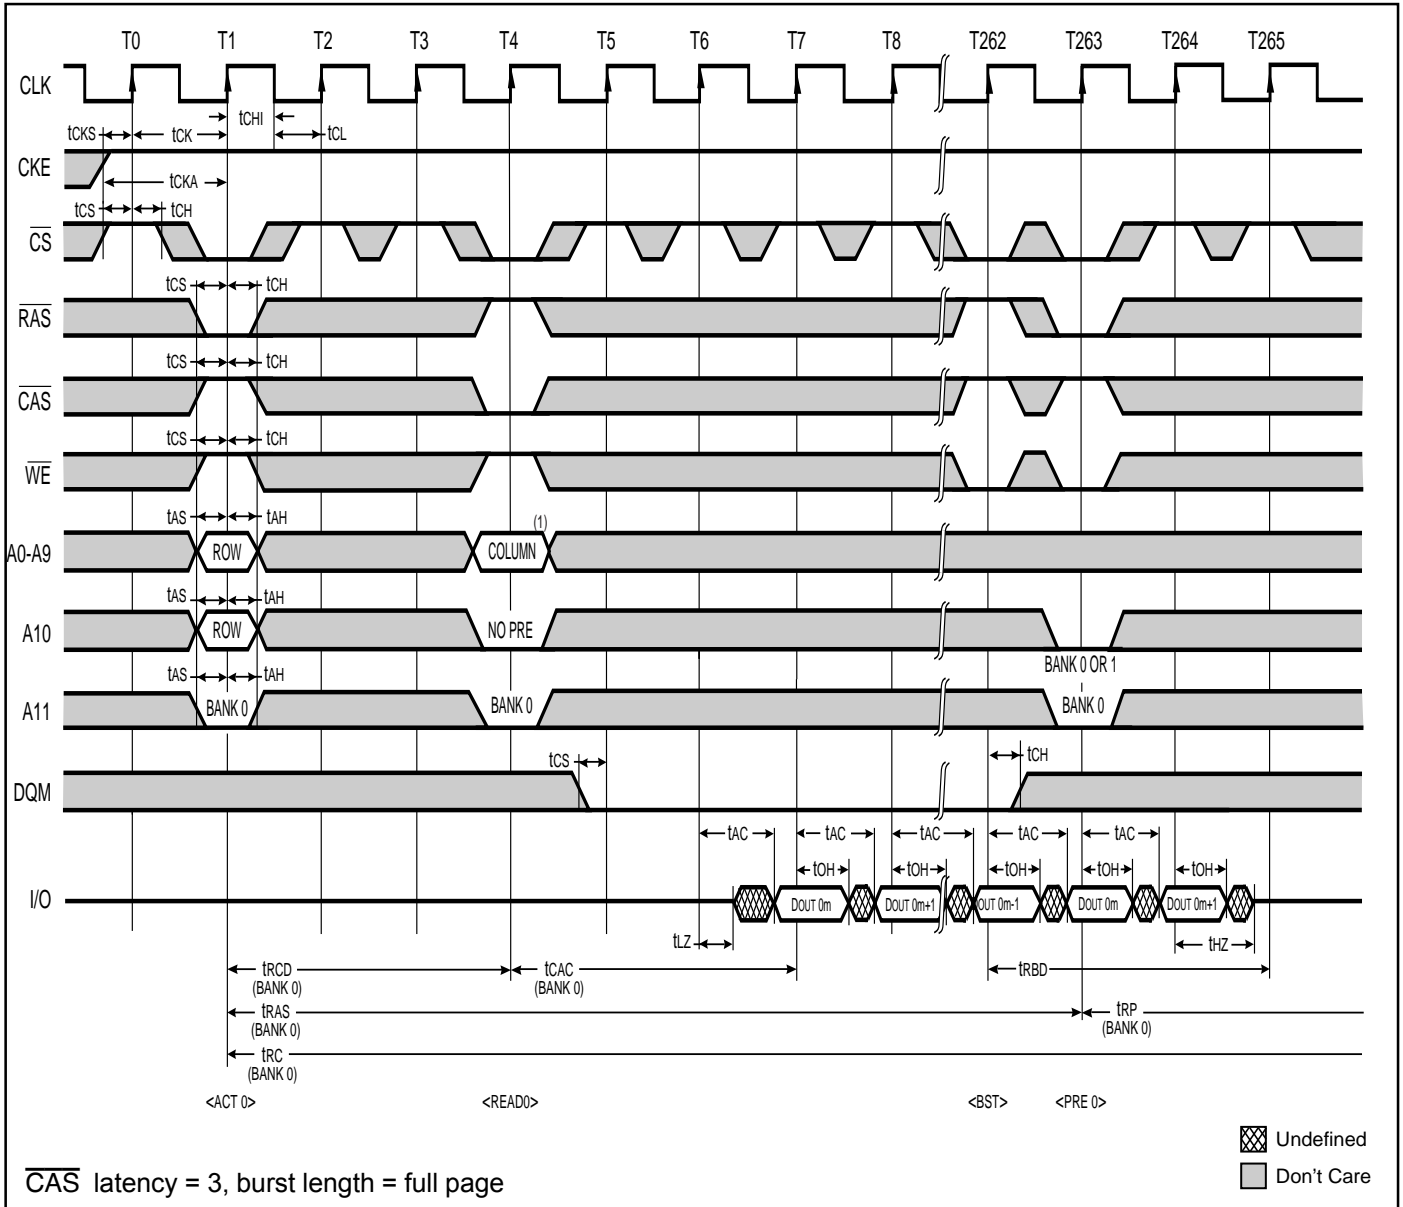 T0 T1 T2 T3 T4 T5 T6 T7 T8 T262 T263 T264 T265
CLK
tCHI
tCKS tCK tCL
CKE
tCKA
tCS tCH
CS
tCS tCH
RAS
tCS tCH
CAS
tCS tCH
WE
tAS tAH (1)
A0-A9 ROW COLUMN
tAS tAH
A10 ROW NO PRE
BANK 0 OR 1
tAS tAH
A11 BANK 0 BANK 0 BANK 0
tCS tCH
DQM
tAC tAC tAC tAC tAC
tOH tOH tOH tOH tOH
I/O DOUT 0m DOUT 0m+1 OUT 0m-1 DOUT 0m DOUT 0m+1
tLZ tHZ
tRCD tCAC tRBD
(BANK 0) (BANK 0)
tRAS tRP
(BANK 0) (BANK 0)
tRC
(BANK 0)
<ACT 0> <READ0> <BST> <PRE 0>
Undefined
Don't Care
CAS latency = 3, burst length = full page